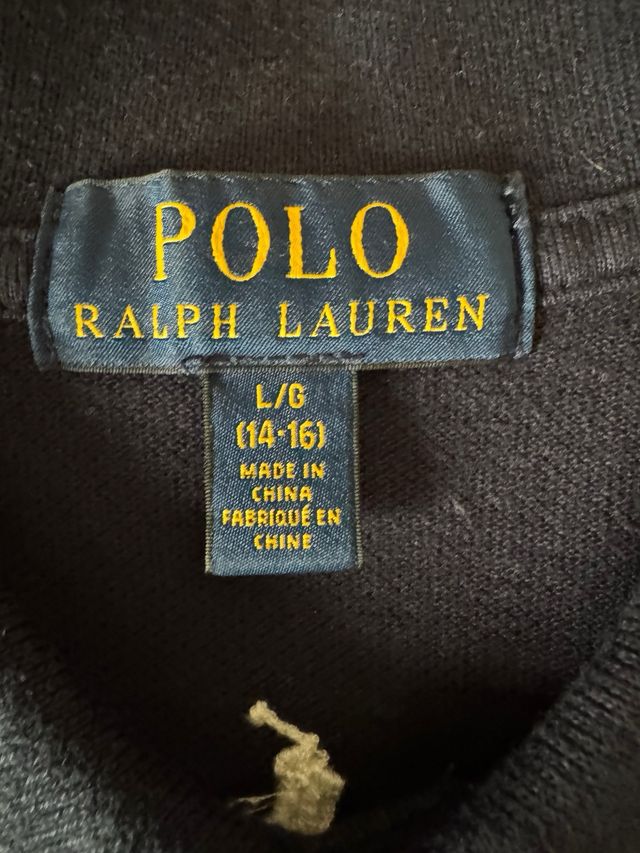 POLO
RALPH LAUREN
L/G
(14-16)
MADE IN
CHINA
FABRIQUÉ EN
CHINE